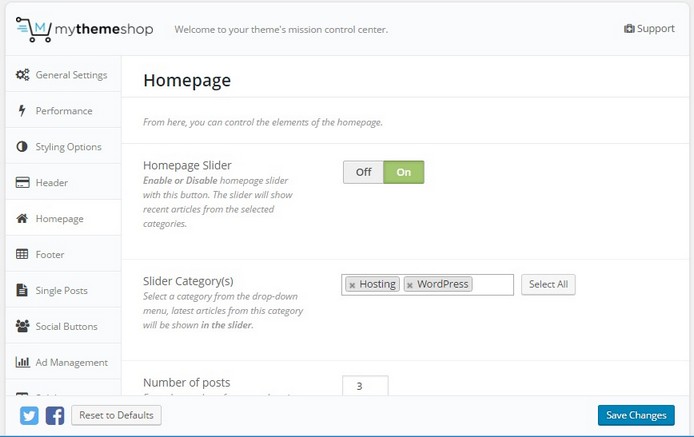 M mythemeshop
Welcome to your theme's mission control center.
Support
General Settings
Performance
Styling Options
Header
Homepage
Footer
Single Posts
Social Buttons
Ad Management
Homepage
From here, you can control the elements of the homepage.
Homepage Slider
Enable or Disable homepage slider
with this button. The slider will show
recent articles from the selected
categories.
Off On
Slider Category(s)
Select a category from the drop-down
menu, latest articles from this category
will be shown in the slider.
× Hosting × WordPress
Select All
Number of posts
3
Reset to Defaults
Save Changes